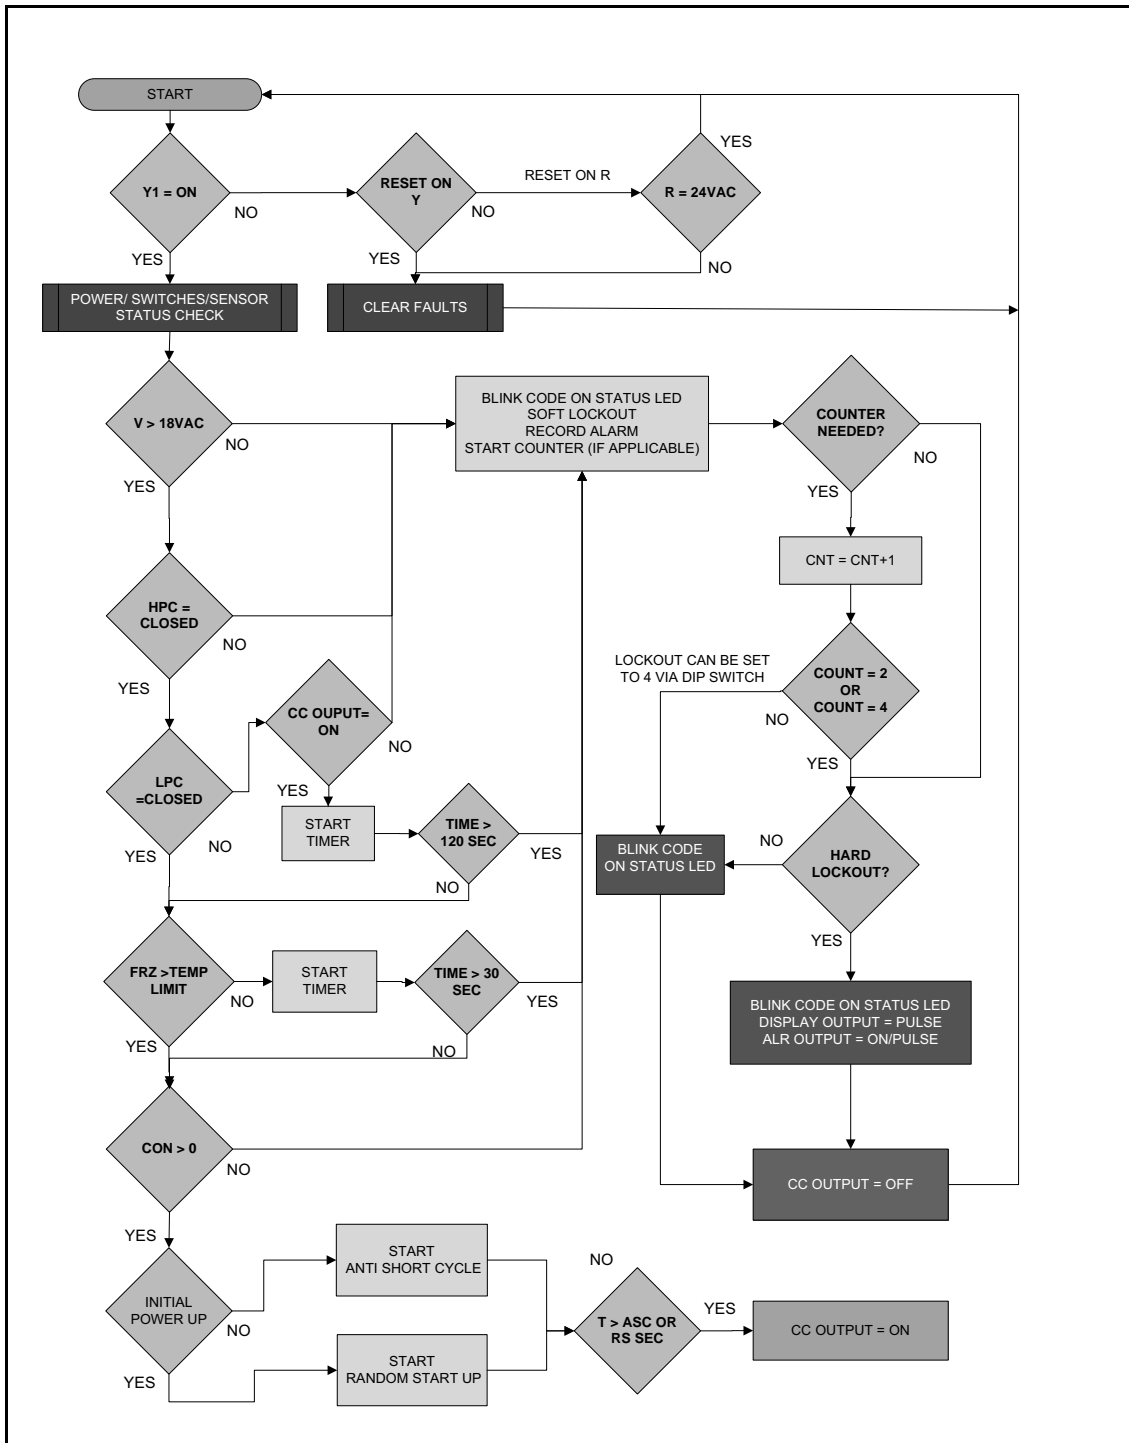 START
YES
Y1 = ON
NO
RESET ON
Y
NO
RESET ON R
R = 24VAC
YES
YES
NO
POWER/ SWITCHES/SENSOR
STATUS CHECK
CLEAR FAULTS
V > 18VAC
NO
YES
BLINK CODE ON STATUS LED
SOFT LOCKOUT
RECORD ALARM
START COUNTER (IF APPLICABLE)
COUNTER
NEEDED?
NO
YES
CNT = CNT+1
HPC =
CLOSED
NO
YES
LOCKOUT CAN BE SET
TO 4 VIA DIP SWITCH
COUNT = 2
OR
COUNT = 4
NO
YES
CC OUPUT=
ON
NO
YES
LPC
=CLOSED
NO
YES
START
TIMER
TIME >
120 SEC
YES
NO
BLINK CODE
ON STATUS LED
NO
HARD
LOCKOUT?
YES
FRZ >TEMP
LIMIT
NO
YES
START
TIMER
TIME > 30
SEC
YES
NO
BLINK CODE ON STATUS LED
DISPLAY OUTPUT = PULSE
ALR OUTPUT = ON/PULSE
CON > 0
NO
YES
CC OUTPUT = OFF
INITIAL
POWER UP
NO
YES
START
ANTI SHORT CYCLE
START
RANDOM START UP
NO
T > ASC OR
RS SEC
YES
CC OUTPUT = ON